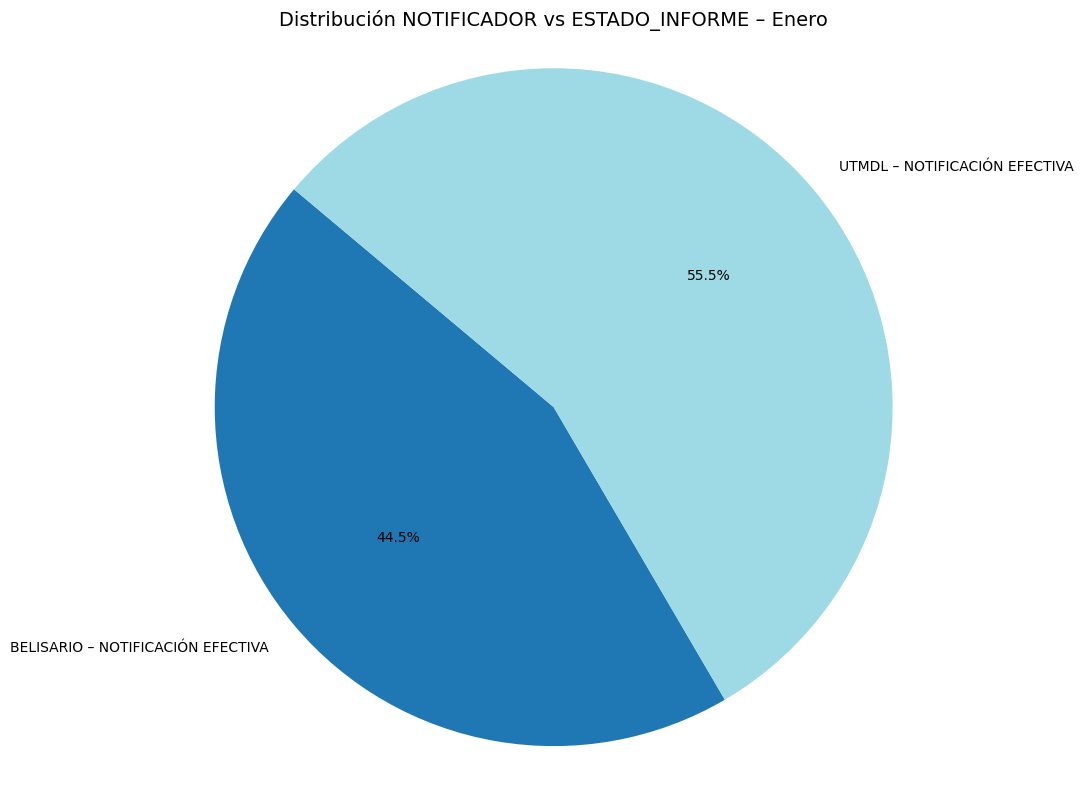 Distribución NOTIFICADOR vs ESTADO_INFORME – Enero
UTMDL – NOTIFICACIÓN EFECTIVA
55.5%
44.5%
BELISARIO – NOTIFICACIÓN EFECTIVA